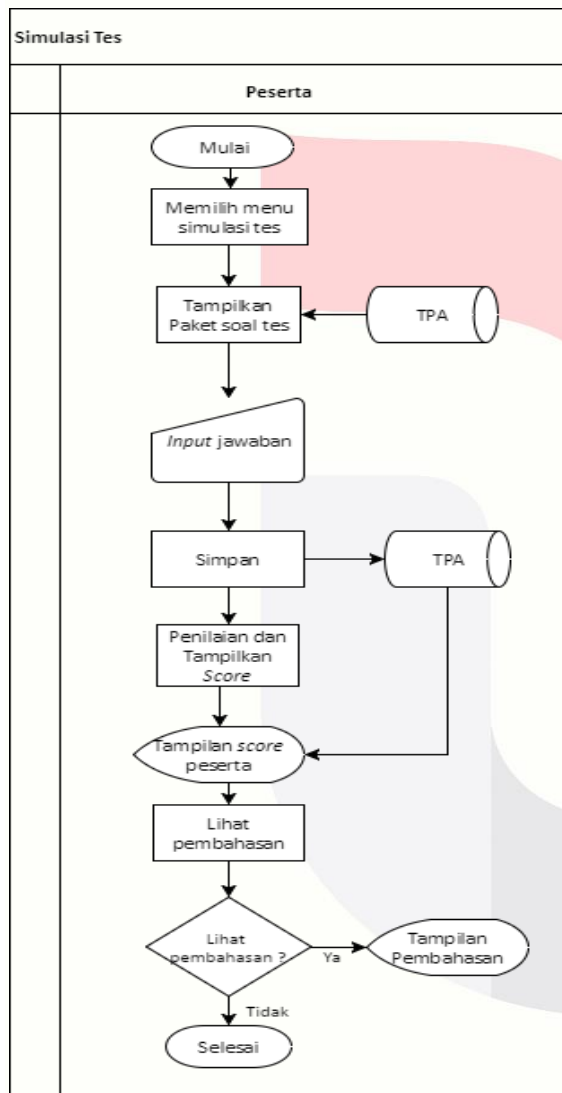 Simulasi Tes
Peserta
Mulai
Memilih menu
simulasi tes
Tampilkan
Paket soal tes
TPA
Input jawaban
Simpan
TPA
Penilaian dan
Tampilkan
Score
Tampilan score
peserta
Lihat
pembahasan
Lihat
pembahasan ?
Ya
Tampilan
Pembahasan
Tidak
Selesai